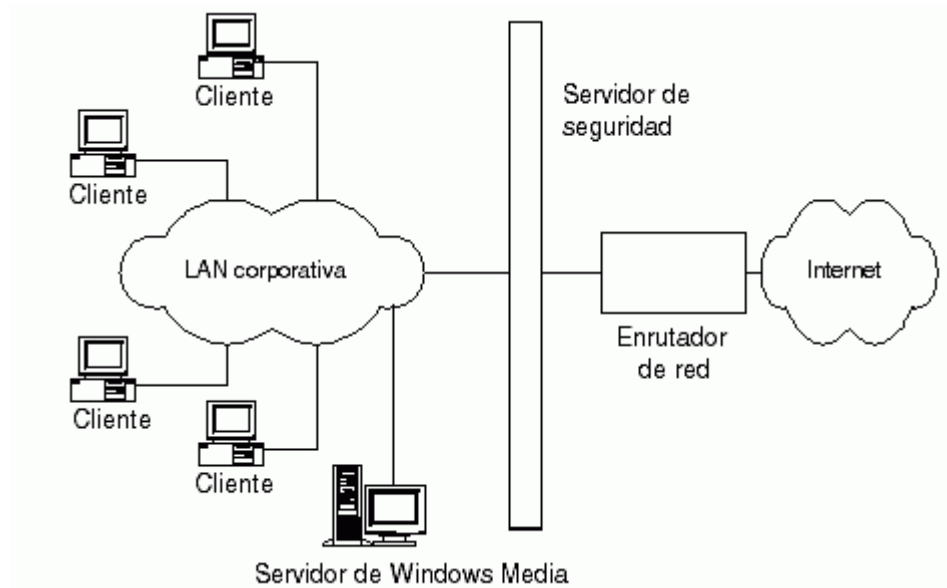 Cliente
Servidor de
seguridad
Cliente
LAN corporativa
Internet
Enrutador
de red
Cliente
Cliente
Servidor de Windows Media